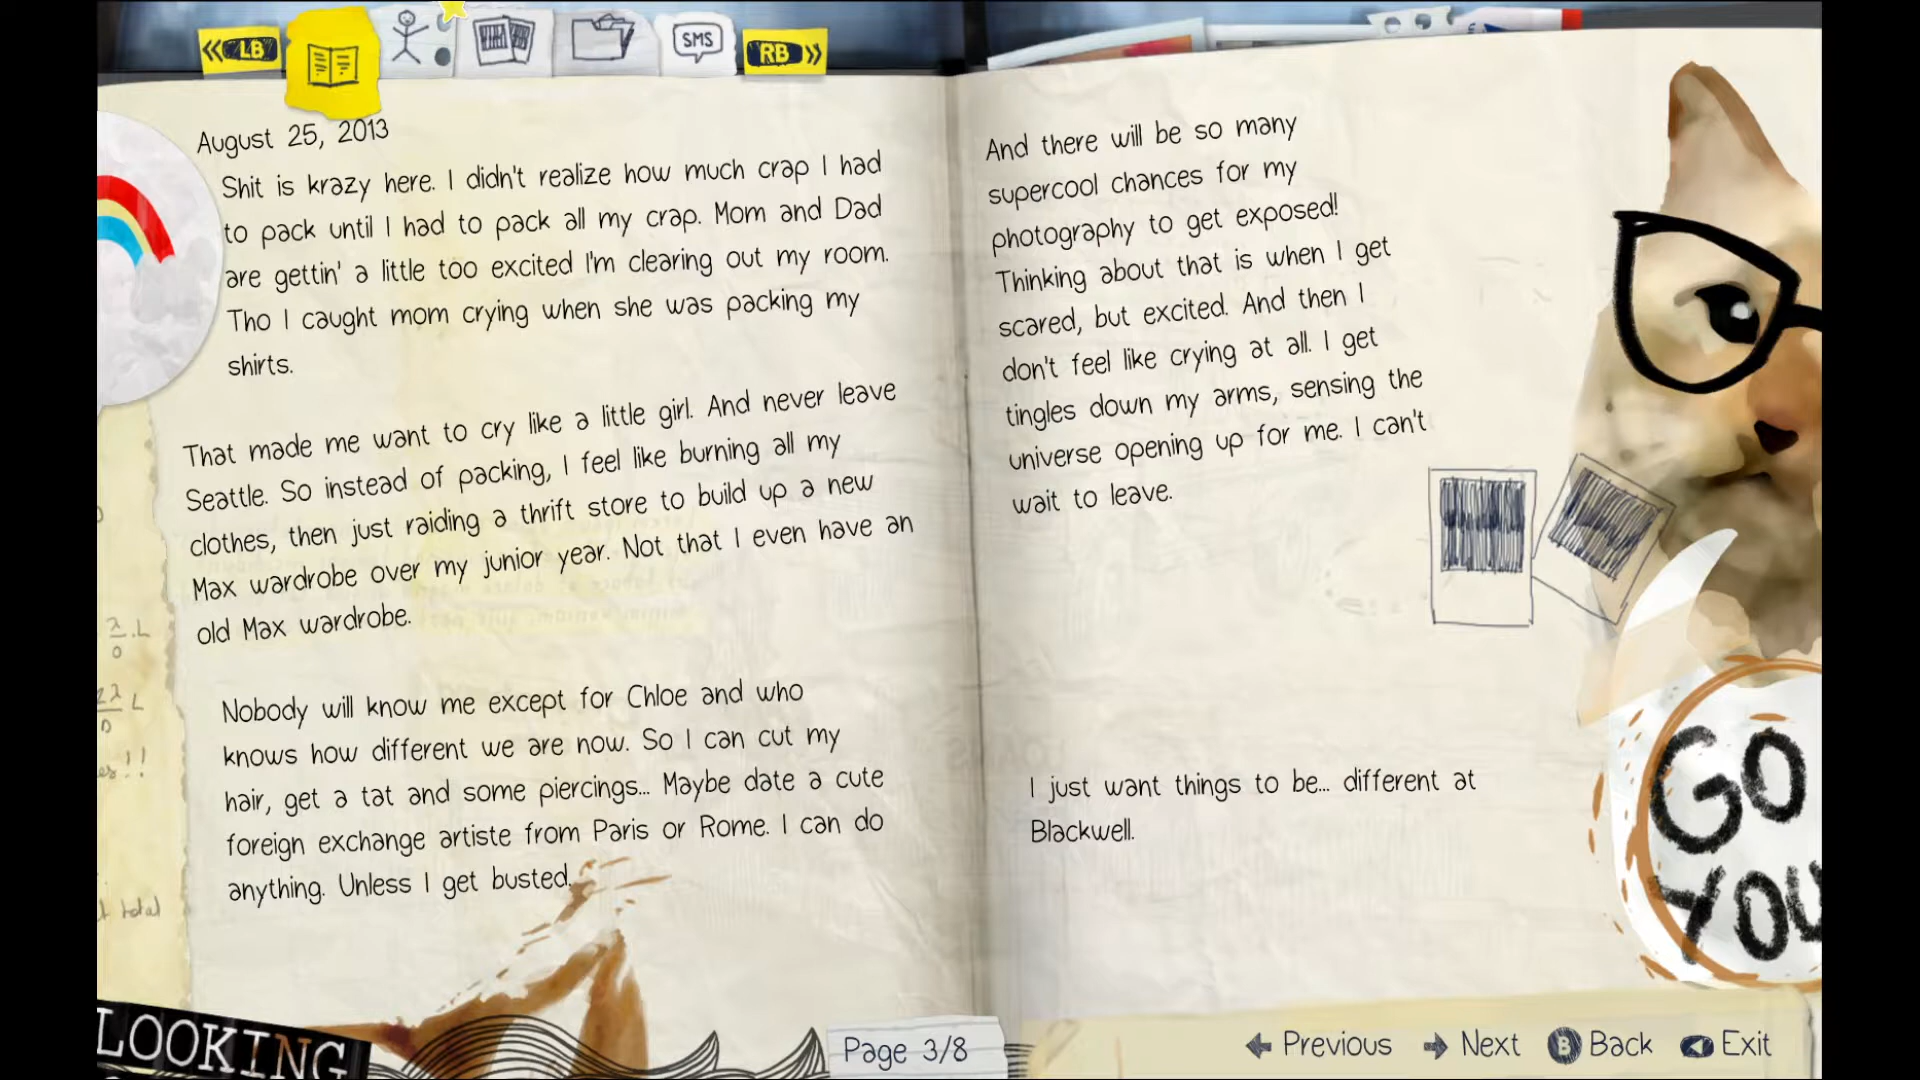 LB
SMS
RB
August 25, 2013
Shit is krazy here. I didn't realize how much crap I had
to pack until I had to pack all my crap. Mom and Dad
are gettin' a little too excited I'm clearing out my room.
Tho I caught mom crying when she was packing my
shirts.
That made me want to cry like a little girl. And never leave
Seattle. So instead of packing, I feel like burning all my
clothes, then just raiding a thrift store to build up a new
Max wardrobe over my junior year. Not that I even have an
old Max wardrobe.
Nobody will know me except for Chloe and who
knows how different we are now. So I can cut my
hair, get a tat and some piercings... Maybe date a cute
foreign exchange artiste from Paris or Rome. I can do
anything. Unless I get busted.
And there will be so many
supercool chances for my
photography to get exposed!
Thinking about that is when I get
scared, but excited. And then I
don't feel like crying at all. I get
tingles down my arms, sensing the
universe opening up for me. I can't
wait to leave.
I just want things to be... different at
Blackwell.
GO
YOU
total
LOOKING
Page 3/8
Previous
Next
B Back
Exit